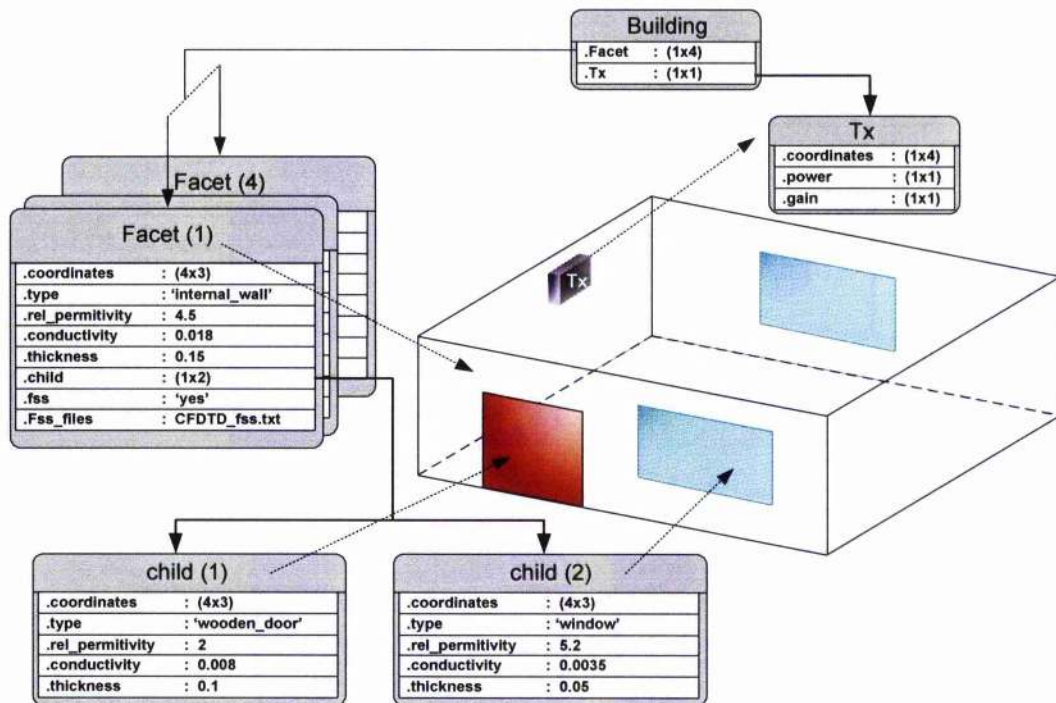 Building
.Facet : (1x4)
.Tx : (1x1)
Tx
.coordinates : (1x4)
.power : (1x1)
.gain : (1x1)
Facet (4)
Facet (1)
.coordinates : (4x3)
.type : ‘internal_wall’
.rel_permitivity : 4.5
.conductivity : 0.018
.thickness : 0.15
.child : (1x2)
.fss : ‘yes’
.Fss_files : CFDTD_fss.txt
Tx
child (1)
.coordinates : (4x3)
.type : ‘wooden_door’
.rel_permitivity : 2
.conductivity : 0.008
.thickness : 0.1
child (2)
.coordinates : (4x3)
.type : ‘window’
.rel_permitivity : 5.2
.conductivity : 0.0035
.thickness : 0.05